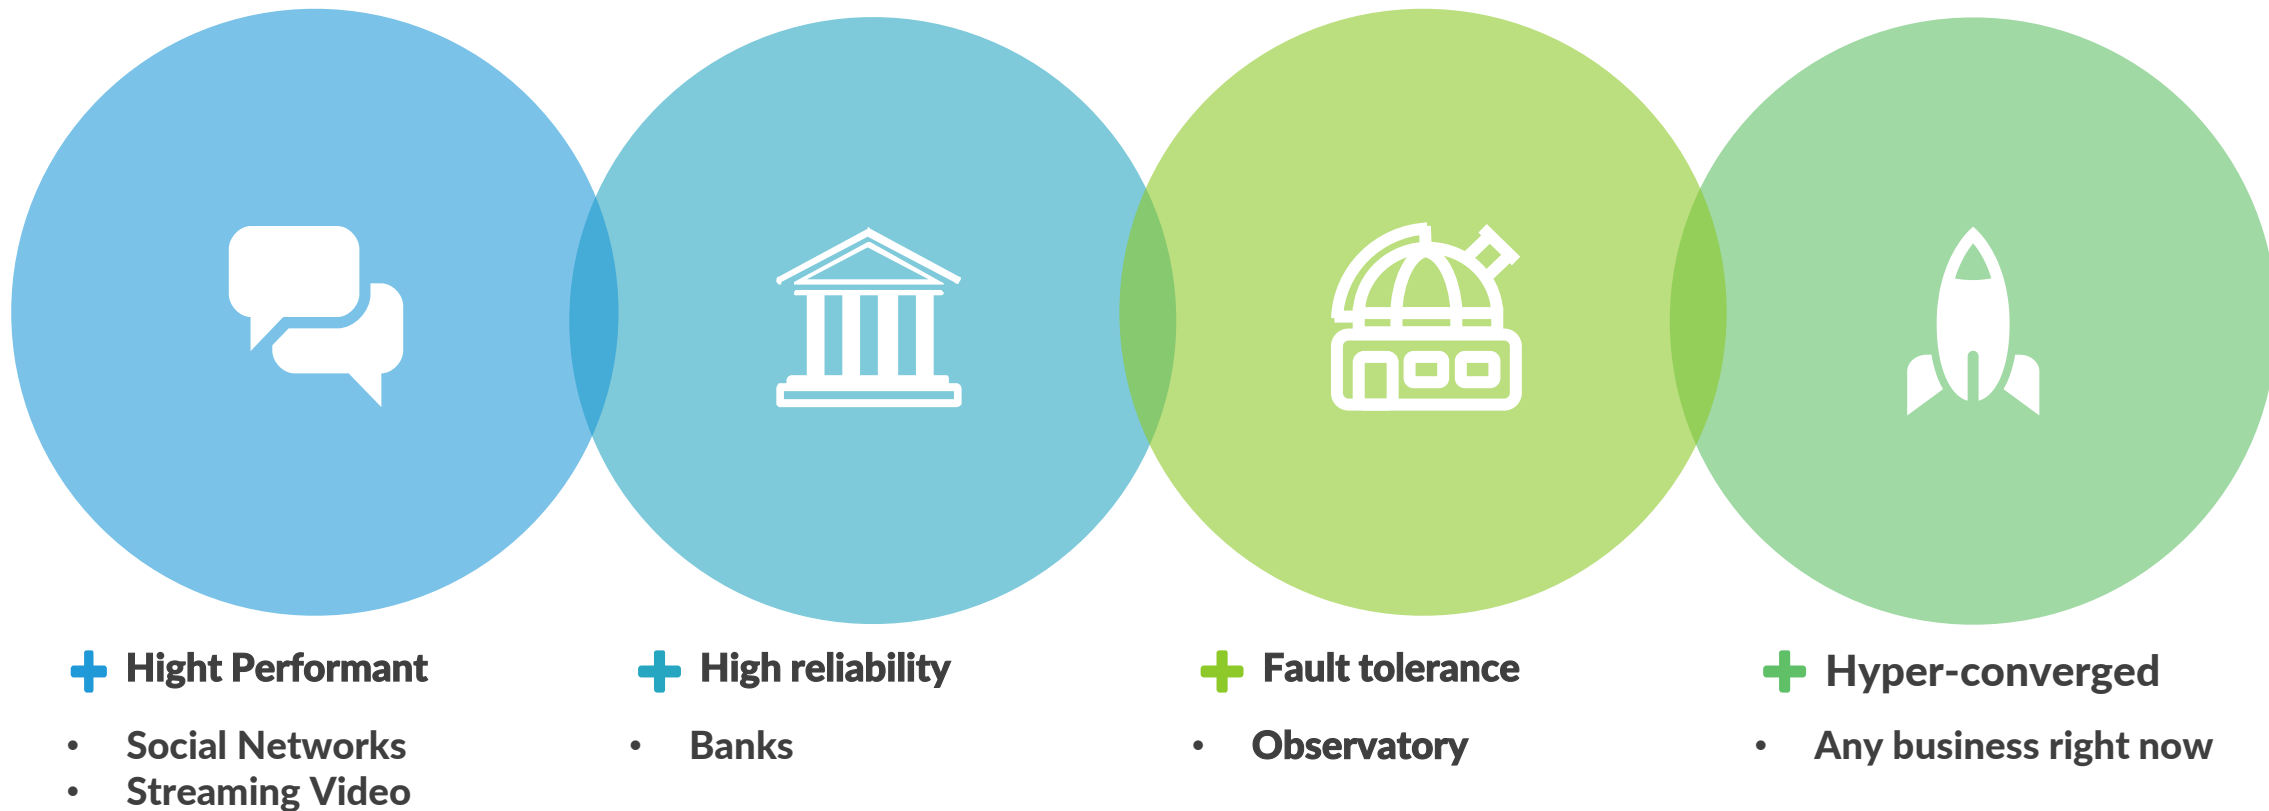 Hight Performant
• Social Networks
• Streaming Video
High reliability
• Banks
Fault tolerance
• Observatory
Hyper-converged
• Any business right now